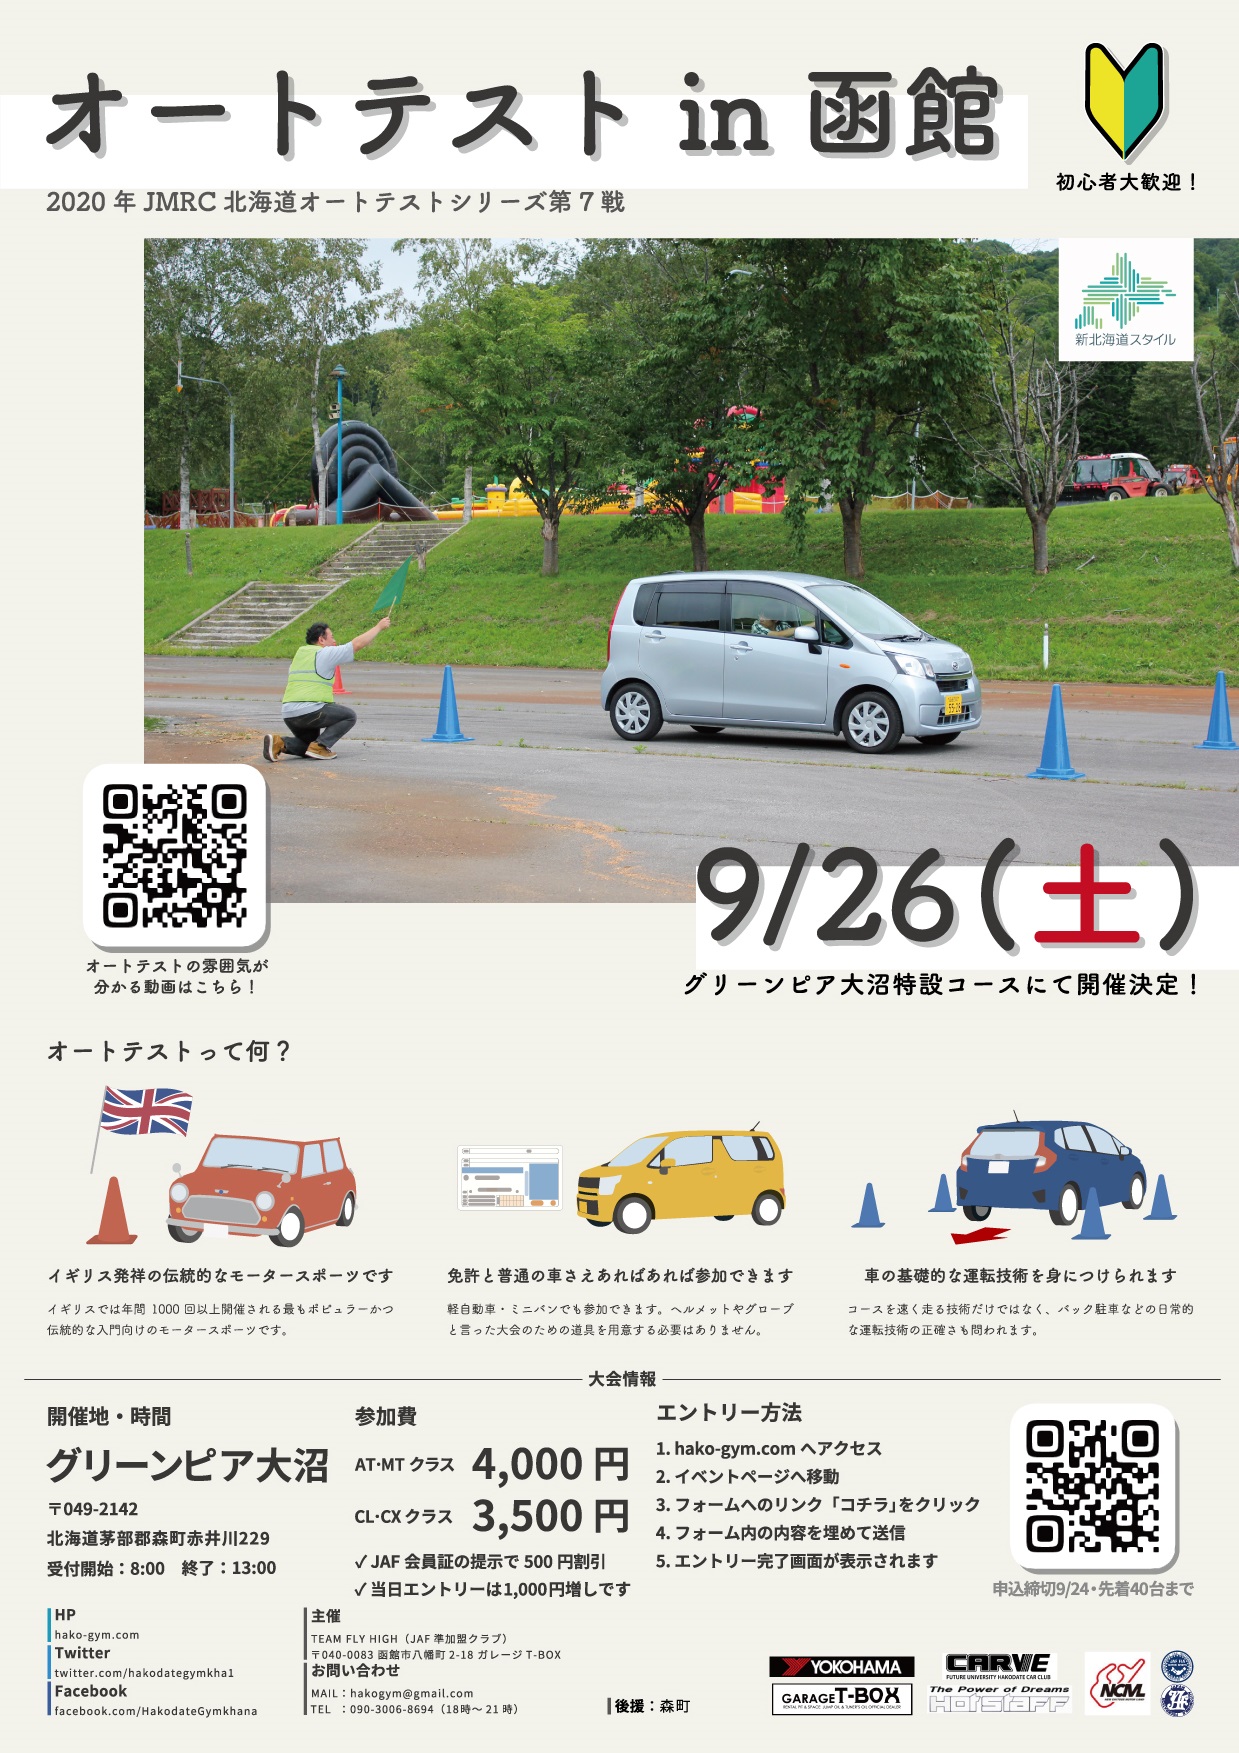 オートテスト in 函館
初心者大歓迎！
2020 年 JMRC 北海道オートテストシリーズ第 7 戦
新北海道スタイル
9/26(土)
グリーンピア大沼特設コースにて開催決定！
オートテストの雰囲気が
分かる動画はこちら！
オートテストって何？
イギリス発祥の伝統的なモータースポーツです
イギリスでは年間 1000 回以上開催される最もポピュラーかつ
伝統的な入門向けのモータースポーツです。
免許と普通の車さえあればあれば参加できます
軽自動車・ミニバンでも参加できます。ヘルメットやグローブ
と言った大会のための道具を用意する必要はありません。
車の基礎的な運転技術を身につけられます
コースを速く走る技術だけではなく、バック駐車などの日常的
な運転技術の正確さも問われます。
大会情報
開催地・時間
グリーンピア大沼
〒049-2142
北海道茅部郡森町赤井川229
受付開始：8:00 終了：13:00
参加費
AT·MT クラス 4,000 円
CL·CX クラス 3,500 円
✓ JAF 会員証の提示で 500 円割引
✓ 当日エントリーは1,000円増しです
エントリー方法
1. hako-gym.com へアクセス
2. イベントページへ移動
3. フォームへのリンク「コチラ」をクリック
4. フォーム内の内容を埋めて送信
5. エントリー完了画面が表示されます
申込締切9/24・先着40台まで
HP
hako-gym.com
Twitter
twitter.com/hakodategymkha1
Facebook
facebook.com/HakodateGymkhana
主催
TEAM FLY HIGH（JAF 準加盟クラブ）
〒040-0083 函館市八幡町 2-18 ガレージ T-BOX
お問い合わせ
MAIL：hakogym@gmail.com
TEL ：090-3006-8694（18時〜 21 時）
後援：森町
YOKOHAMA
GARAGE T-BOX
CARVE
FUTURE UNIVERSITY HAKODATE CAR CLUB
The Power of Dreams
HOTSTAFF
NCML